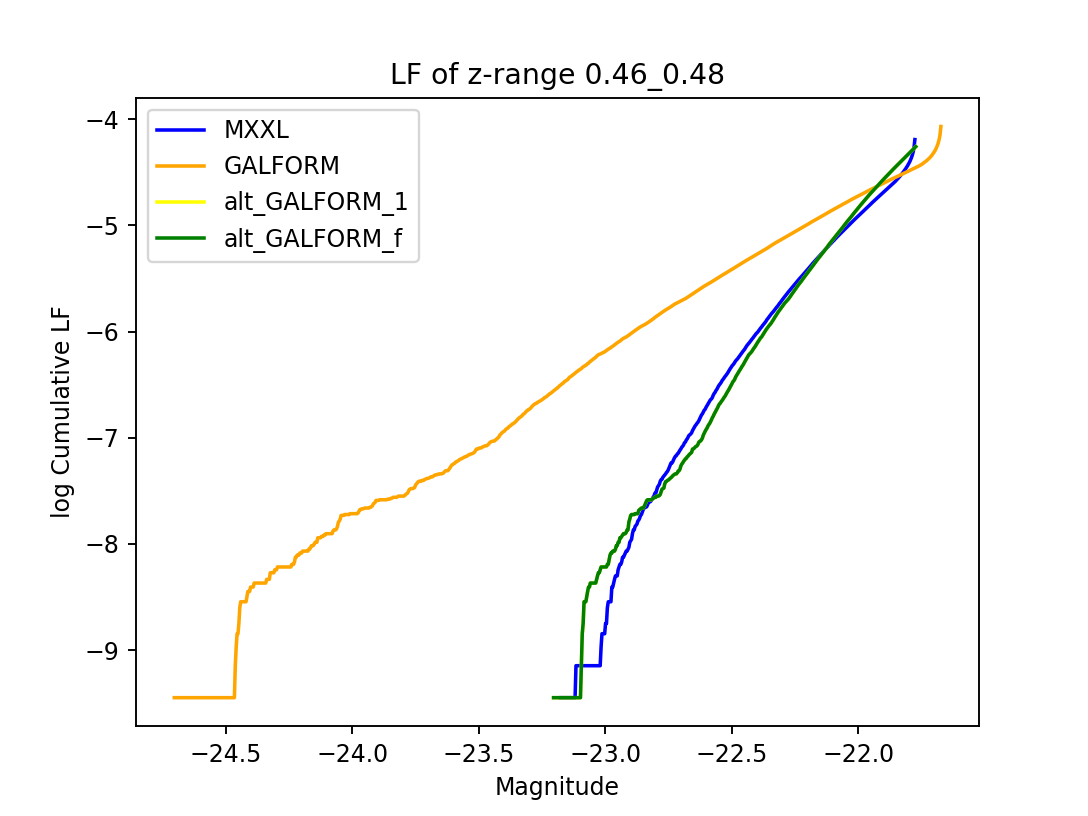 LF of z-range 0.46_0.48
MXXL
GALFORM
alt_GALFORM_1
alt_GALFORM_f
log Cumulative LF
−4
−5
−6
−7
−8
−9
−24.5
−24.0
−23.5
−23.0
−22.5
−22.0
Magnitude